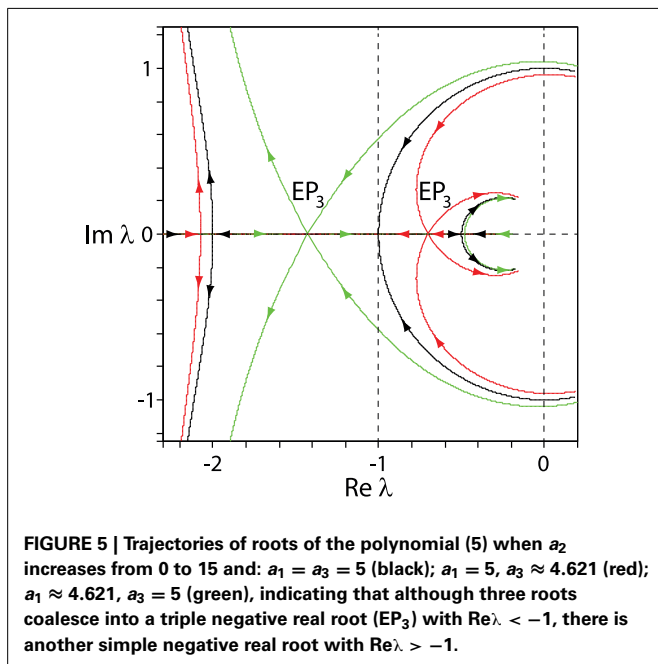 1
EP₃
EP₃
Im λ 0
-1
-2
-1
0
Re λ
FIGURE 5 | Trajectories of roots of the polynomial (5) when a₂
increases from 0 to 15 and: a₁ = a₃ = 5 (black); a₁ = 5, a₃ ≈ 4.621 (red);
a₁ ≈ 4.621, a₃ = 5 (green), indicating that although three roots
coalesce into a triple negative real root (EP₃) with Reλ < −1, there is
another simple negative real root with Reλ > −1.